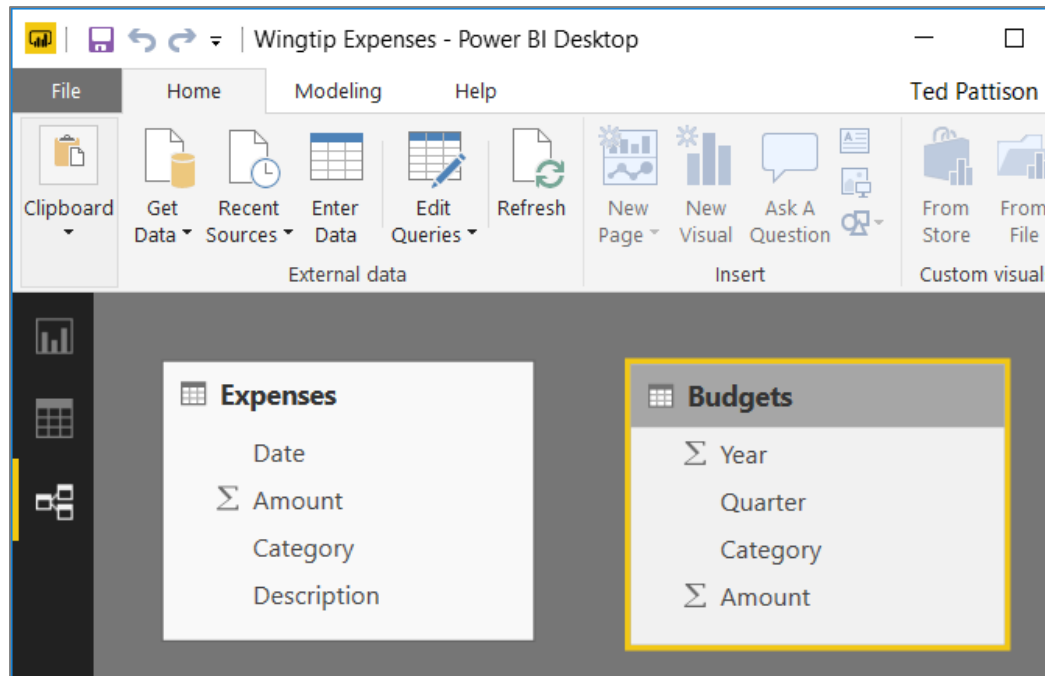 Wingtip Expenses - Power BI Desktop
File Home Modeling Help Ted Pattison
Clipboard Get Data Recent Sources Enter Data Edit Queries Refresh New Page New Visual Ask A Question From Store From File
External data Insert Custom visual
Expenses
Date
Σ Amount
Category
Description
Budgets
Σ Year
Quarter
Category
Σ Amount